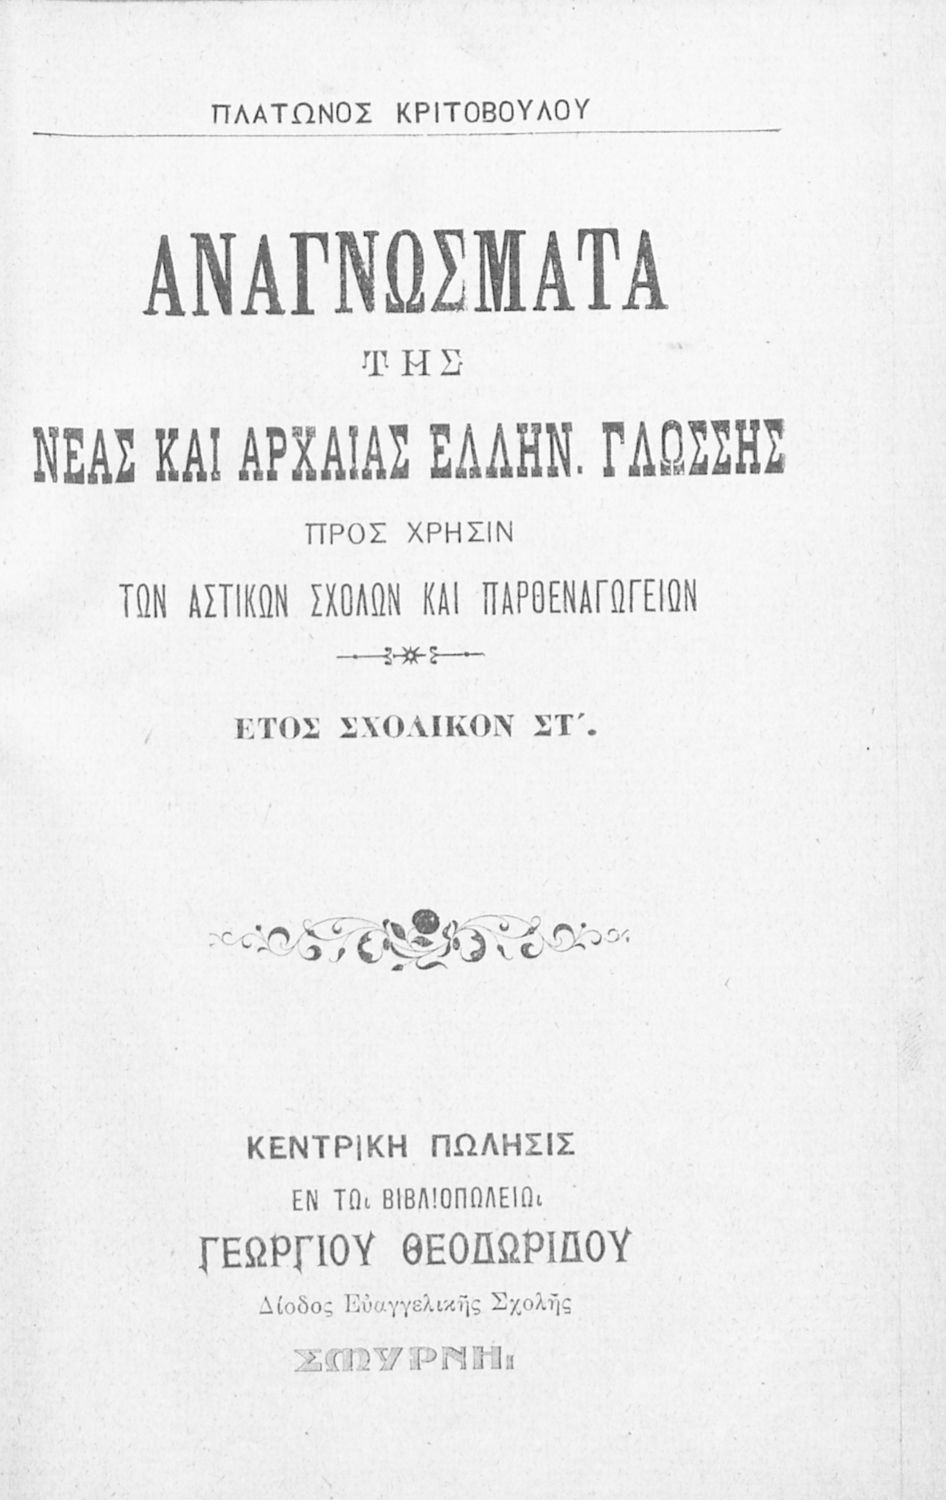 ΠΛΑΤΩΝΟΣ ΚΡΙΤΟΒΟΥΛΟΥ
ΑΝΑΓΝΩΣΜΑΤΑ
ΤΗΣ
ΝΕΑΣ ΚΑΙ ΑΡΧΑΙΑΣ ΕΛΛΗΝ. ΓΛΩΣΣΗΣ
ΠΡΟΣ ΧΡΗΣΙΝ
ΤΩΝ ΑΣΤΙΚΩΝ ΣΧΟΛΩΝ ΚΑΙ ΠΑΡΘΕΝΑΓΩΓΕΙΩΝ
ΕΤΟΣ ΣΧΟΛΙΚΟΝ ΣΤ΄.
ΚΕΝΤΡΙΚΗ ΠΩΛΗΣΙΣ
ΕΝ ΤΩι ΒΙΒΛΙΟΠΩΛΕΙΩι
ΓΕΩΡΓΙΟΥ ΘΕΟΔΩΡΙΔΟΥ
Δίοδος Εὐαγγελικῆς Σχολῆς
ΣΜΥΡΝΗι